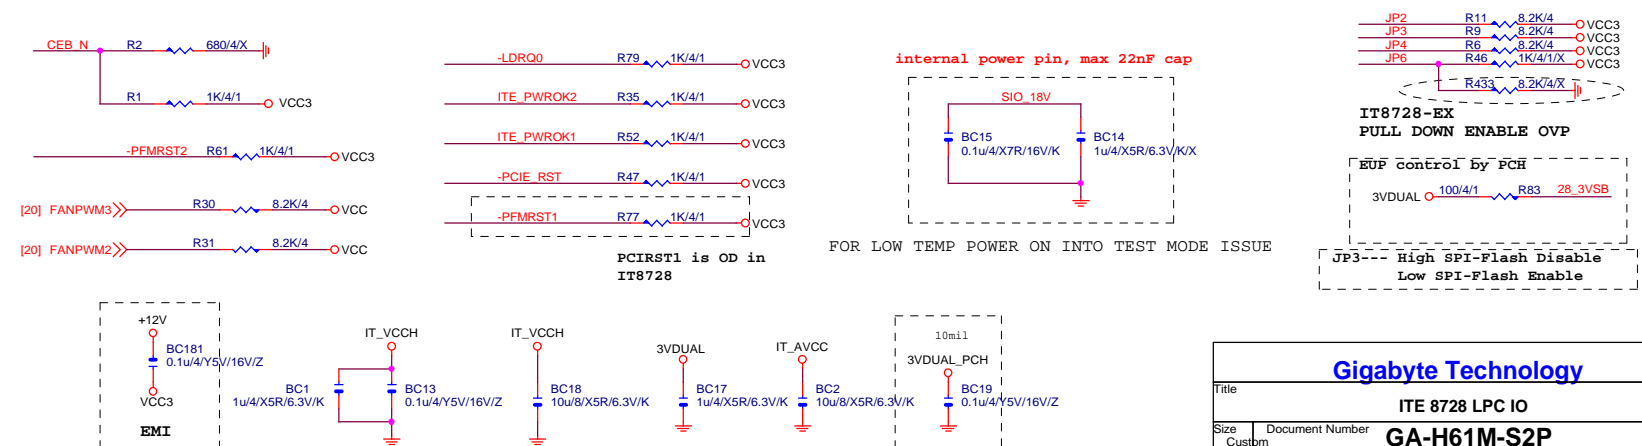 CEB_N R2 680/4/X
R1 1K/4/1 VCC3
-PFMRST2 R61 1K/4/1 VCC3
[20] FANPWM3 R30 8.2K/4 VCC
[20] FANPWM2 R31 8.2K/4 VCC
-LDRQ0 R79 1K/4/1 VCC3
ITE_PWROK2 R35 1K/4/1 VCC3
ITE_PWROK1 R52 1K/4/1 VCC3
-PCIE_RST R47 1K/4/1 VCC3
-PFMRST1 R77 1K/4/1 VCC3
PCIRST1 is OD in
IT8728
internal power pin, max 22nF cap
SIO_18V
BC15
0.1u/4/X7R/16V/K
BC14
1u/4/X5R/6.3V/K/X
FOR LOW TEMP POWER ON INTO TEST MODE ISSUE
JP2 R11 8.2K/4 VCC3
JP3 R9 8.2K/4 VCC3
JP4 R6 8.2K/4 VCC3
JP6 R46 1K/4/1/X VCC3
R433 8.2K/4/X
IT8728-EX
PULL DOWN ENABLE OVP
EUP control by PCH
3VDUAL 100/4/1 R83 28_3VSB
JP3--- High SPI-Flash Disable
Low SPI-Flash Enable
+12V
BC181
0.1u/4/Y5V/16V/Z
VCC3
EMI
IT_VCCH
BC1
1u/4/X5R/6.3V/K
BC13
0.1u/4/Y5V/16V/Z
IT_VCCH
BC18
10u/8/X5R/6.3V/K
3VDUAL
BC17
1u/4/X5R/6.3V/K
IT_AVCC
BC2
10u/8/X5R/6.3V/K
10mil
3VDUAL_PCH
BC19
0.1u/4/Y5V/16V/Z
Gigabyte Technology
Title
ITE 8728 LPC IO
Size Document Number
Custom
GA-H61M-S2P